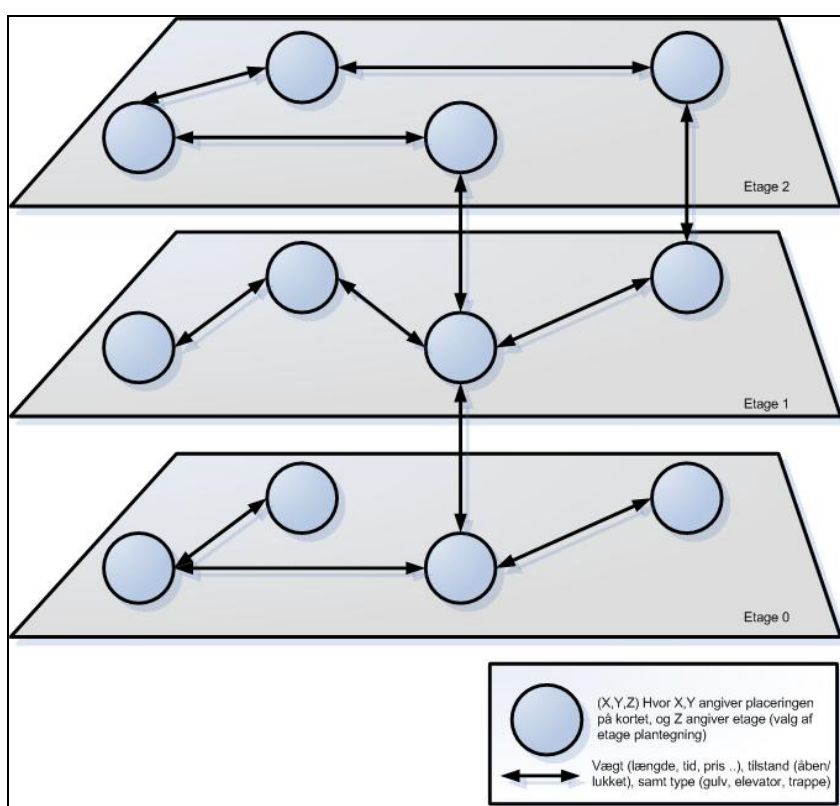 Etage 2
Etage 1
Etage 0
(X,Y,Z) Hvor X,Y angiver placeringen
på kortet, og Z angiver etage (valg af
etage plantegning)
Vægt (længde, tid, pris ..), tilstand (åben/
lukket), samt type (gulv, elevator, trappe)